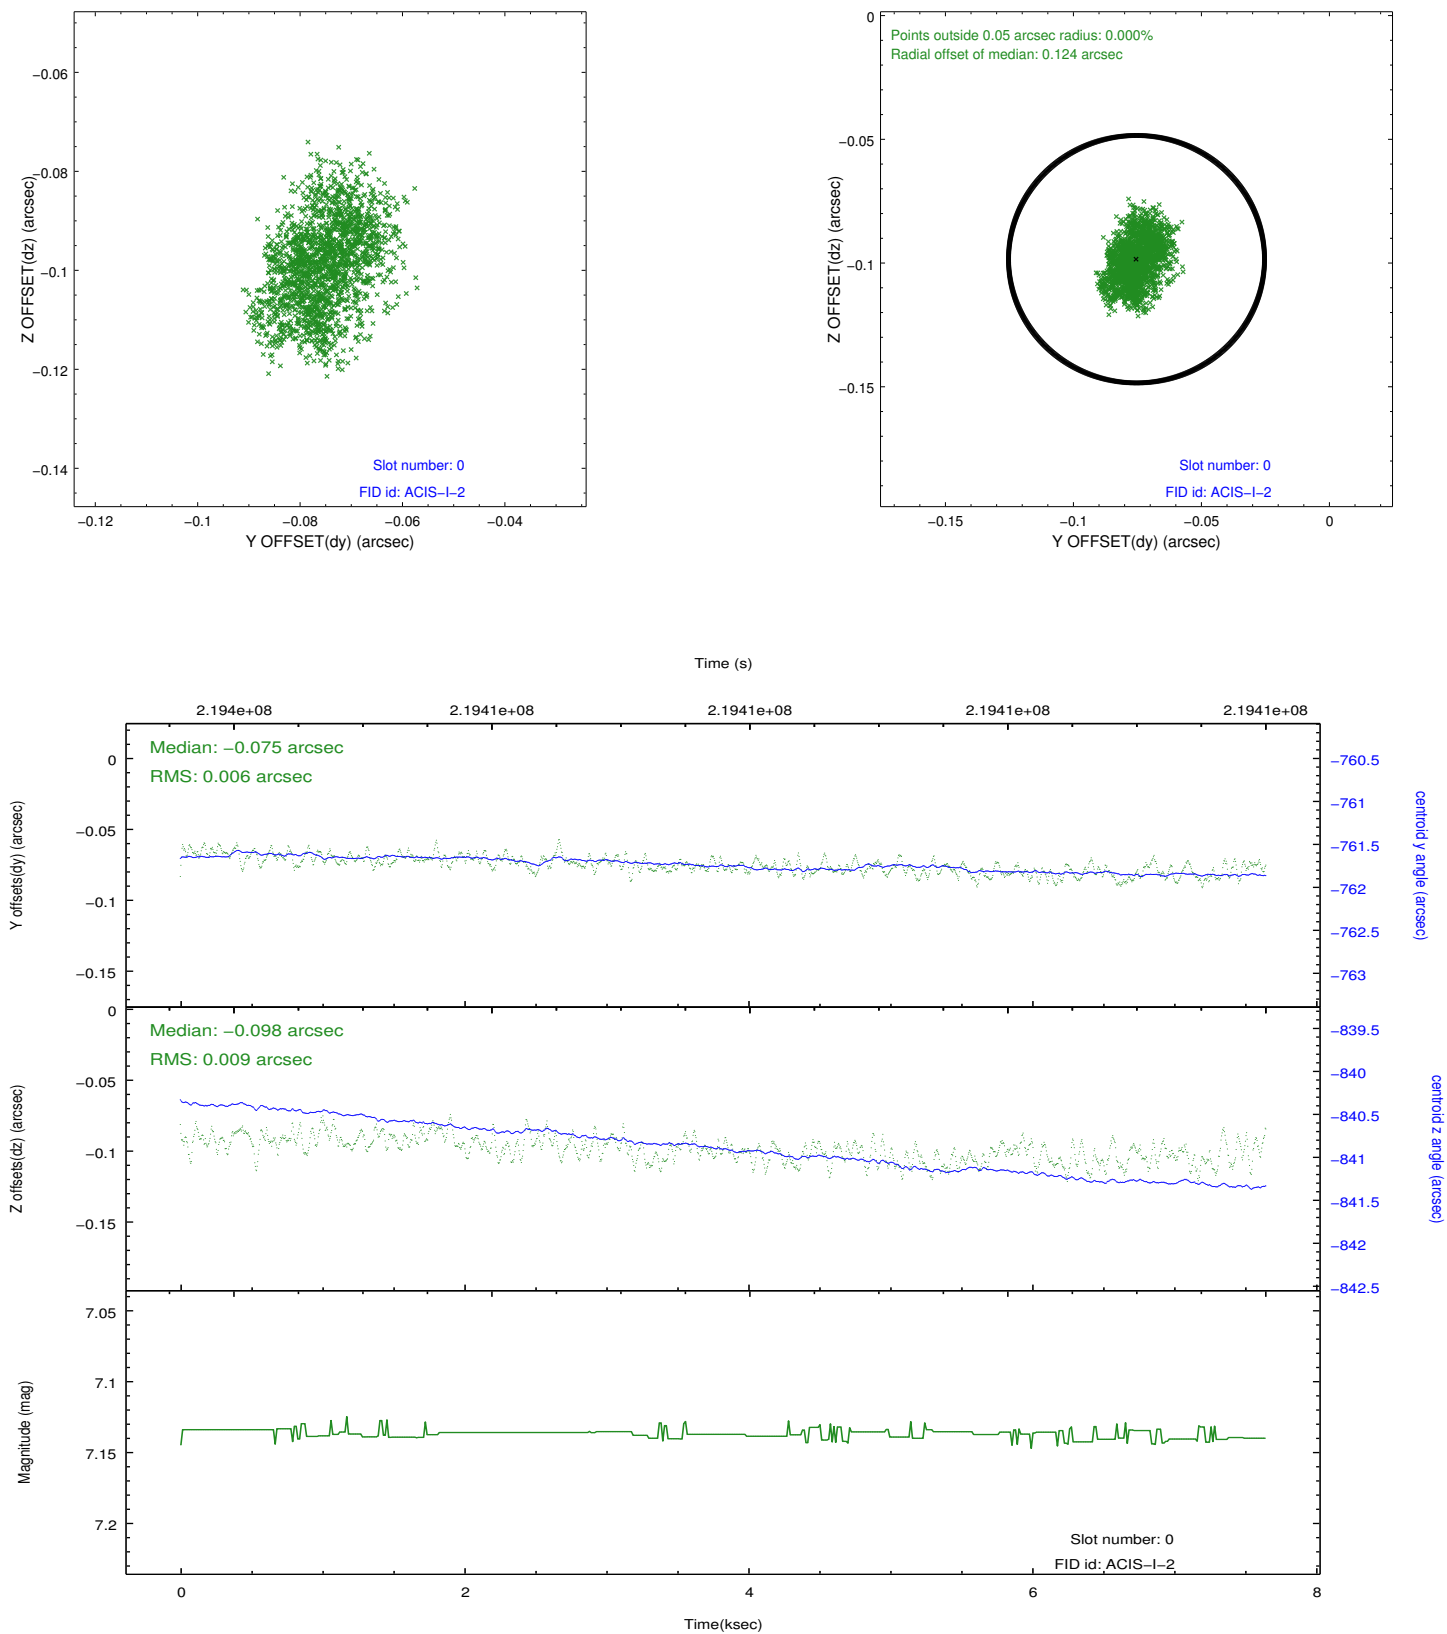 −0.06
−0.08
−0.1
−0.12
−0.14
Z OFFSET(dz) (arcsec)
Slot number: 0
FID id: ACIS−I−2
−0.12 −0.1 −0.08 −0.06 −0.04
Y OFFSET(dy) (arcsec)
Points outside 0.05 arcsec radius: 0.000%
Radial offset of median: 0.124 arcsec
0
−0.05
−0.1
−0.15
Z OFFSET(dz) (arcsec)
Slot number: 0
FID id: ACIS−I−2
−0.15 −0.1 −0.05 0
Y OFFSET(dy) (arcsec)
Time (s)
2.194e+08 2.1941e+08 2.1941e+08 2.1941e+08 2.1941e+08
Median: −0.075 arcsec
RMS: 0.006 arcsec
0
−0.05
−0.1
−0.15
Y offsets(dy) (arcsec)
−760.5
−761
−761.5
−762
−762.5
−763
centroid y angle (arcsec)
Median: −0.098 arcsec
RMS: 0.009 arcsec
0
−0.05
−0.1
−0.15
Z offsets(dz) (arcsec)
−839.5
−840
−840.5
−841
−841.5
−842
−842.5
centroid z angle (arcsec)
7.05
7.1
7.15
7.2
Magnitude (mag)
Slot number: 0
FID id: ACIS−I−2
0 2 4 6 8
Time(ksec)